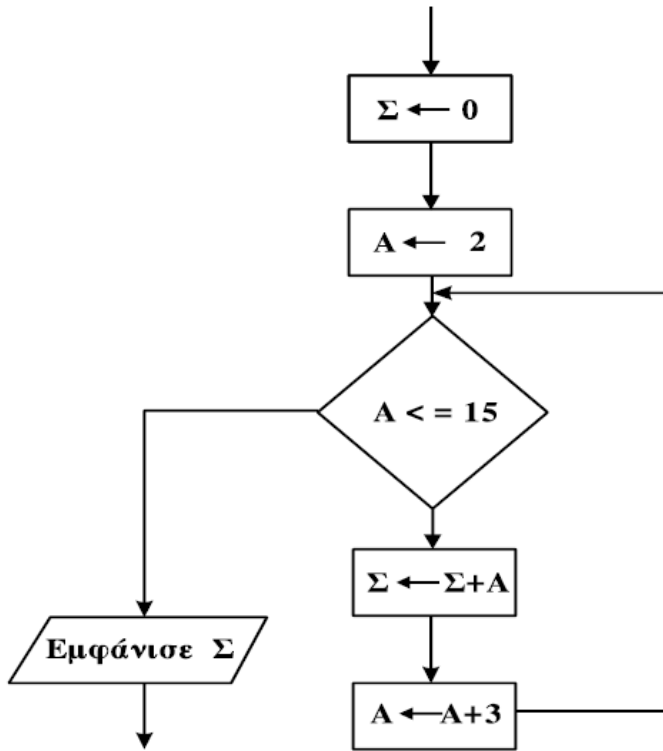 Σ ← 0
Α ← 2
Α < = 15
Σ ← Σ+Α
Εμφάνισε Σ
Α ← Α+3